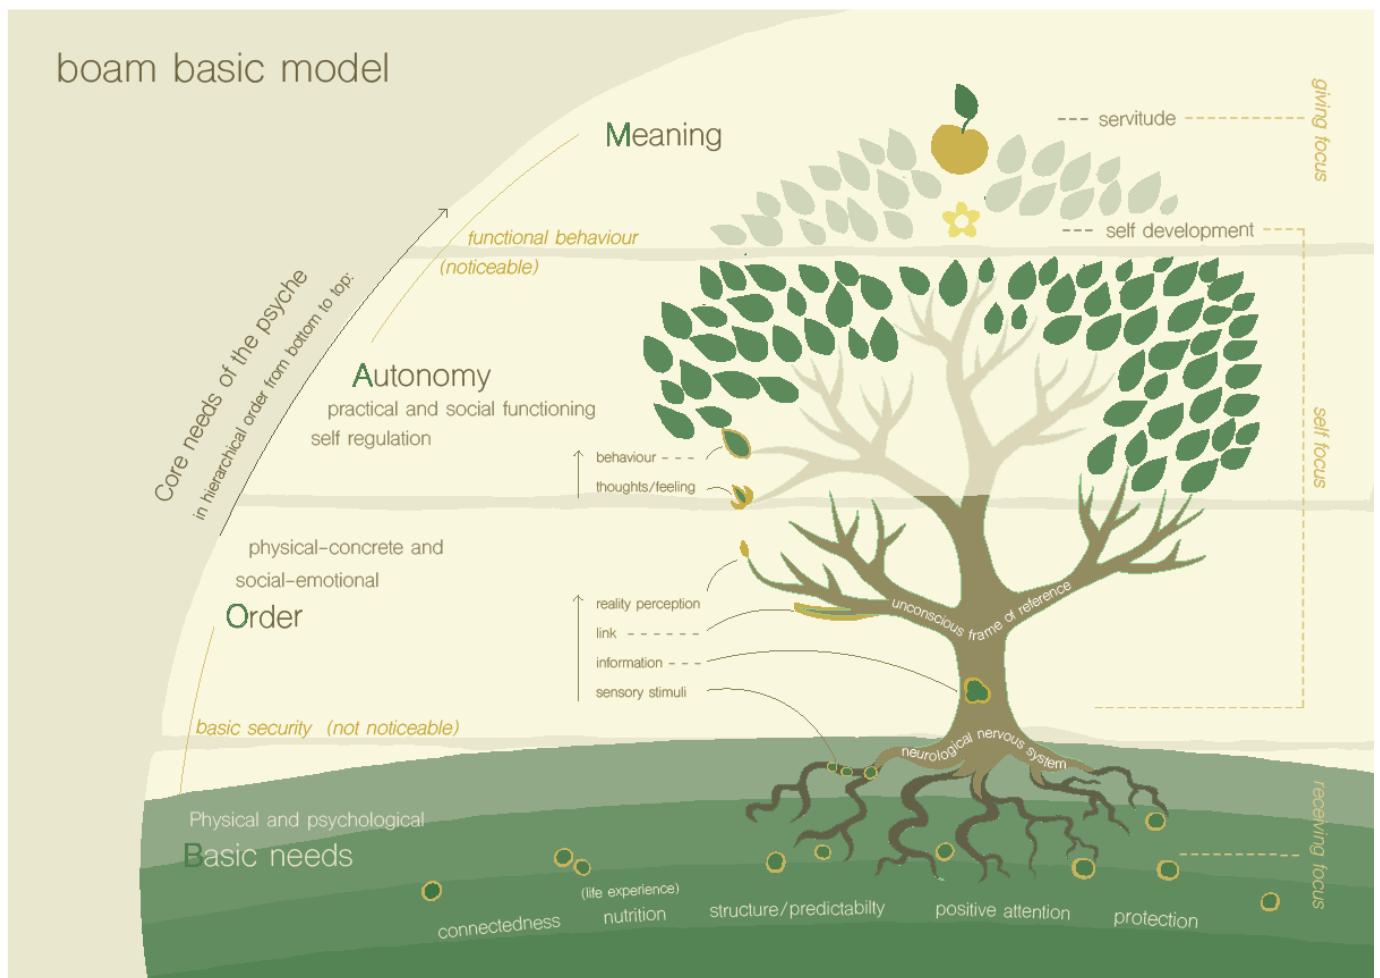 boam basic model
Meaning
servitude
giving focus
functional behaviour
(noticeable)
self development
Core needs of the psyche
in hierarchical order from bottom to top:
Autonomy
practical and social functioning
self regulation
behaviour
thoughts/feeling
self focus
physical-concrete and
social-emotional
Order
reality perception
link
information
sensory stimuli
unconscious frame of reference
basic security (not noticeable)
neurological nervous system
Physical and psychological
Basic needs
receiving focus
connectedness
(life experience)
nutrition
structure/predictabilty
positive attention
protection